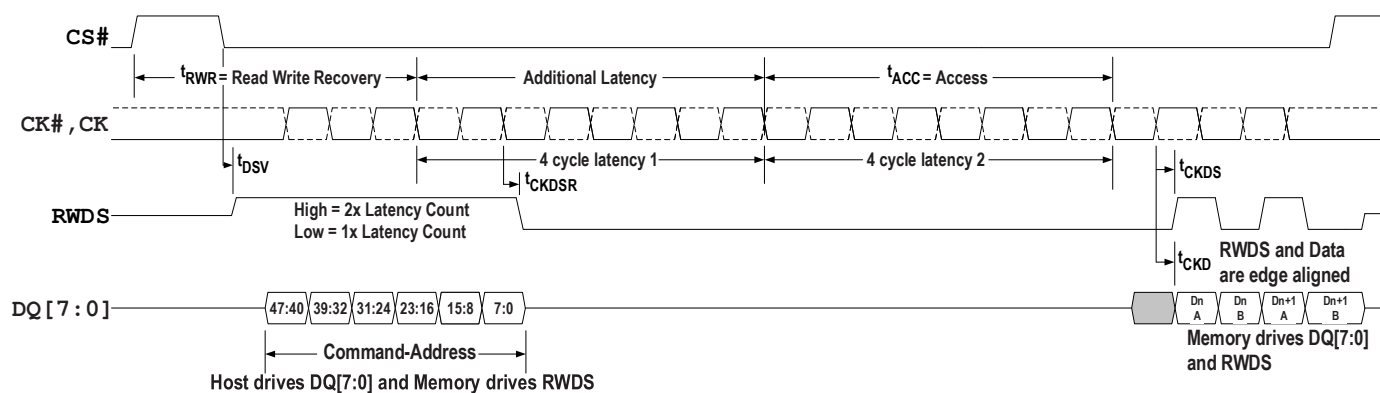 CS#
tRWR = Read Write Recovery
Additional Latency
tACC = Access
CK#,CK
tDSV
4 cycle latency 1
4 cycle latency 2
tCKDSR
tCKDS
RWDS
High = 2x Latency Count
Low = 1x Latency Count
tCKD
RWDS and Data
are edge aligned
DQ[7:0]
47:40 39:32 31:24 23:16 15:8 7:0
Dn
A
Dn
B
Dn+1
A
Dn+1
B
Command-Address
Memory drives DQ[7:0]
and RWDS
Host drives DQ[7:0] and Memory drives RWDS